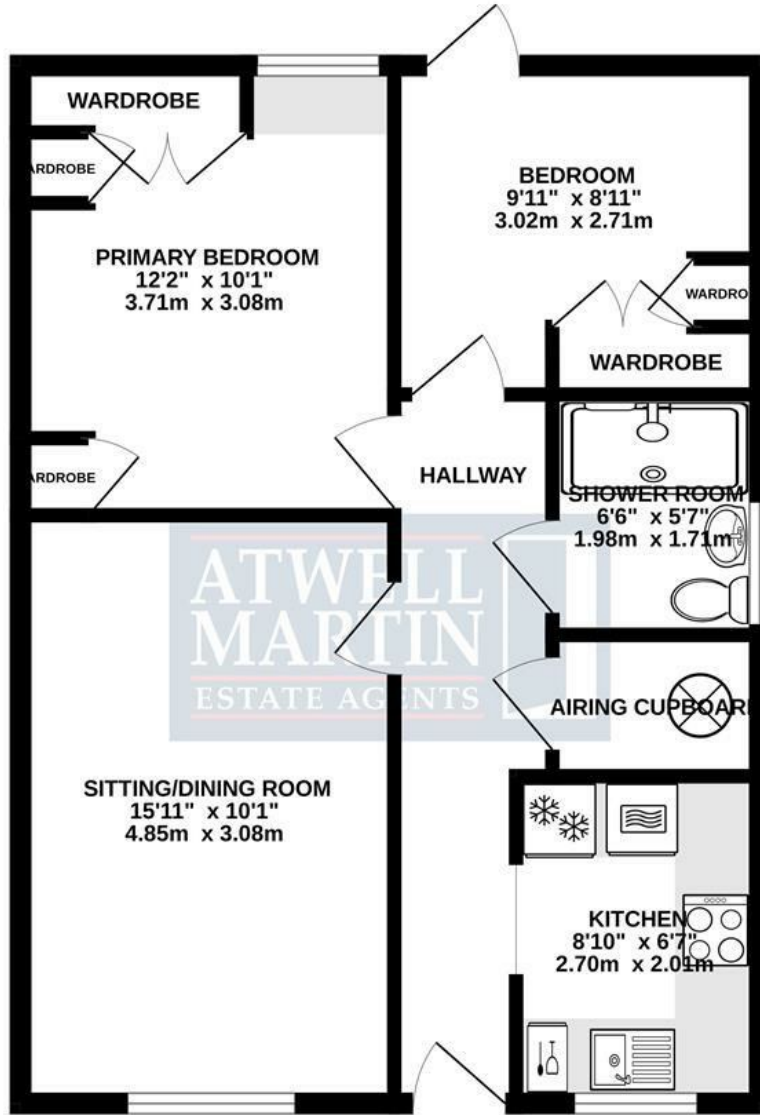 WARDROBE
ARDROBE
PRIMARY BEDROOM
12'2" x 10'1"
3.71m x 3.08m
ARDROBE
BEDROOM
9'11" x 8'11"
3.02m x 2.71m
WARDRO
WARDROBE
HALLWAY
SHOWER ROOM
6'6" x 5'7"
1.98m x 1.71m
ATWELL
MARTIN
ESTATE AGENTS
AIRING CUPBOARD
SITTING/DINING ROOM
15'11" x 10'1"
4.85m x 3.08m
KITCHEN
8'10" x 6'7"
2.70m x 2.01m